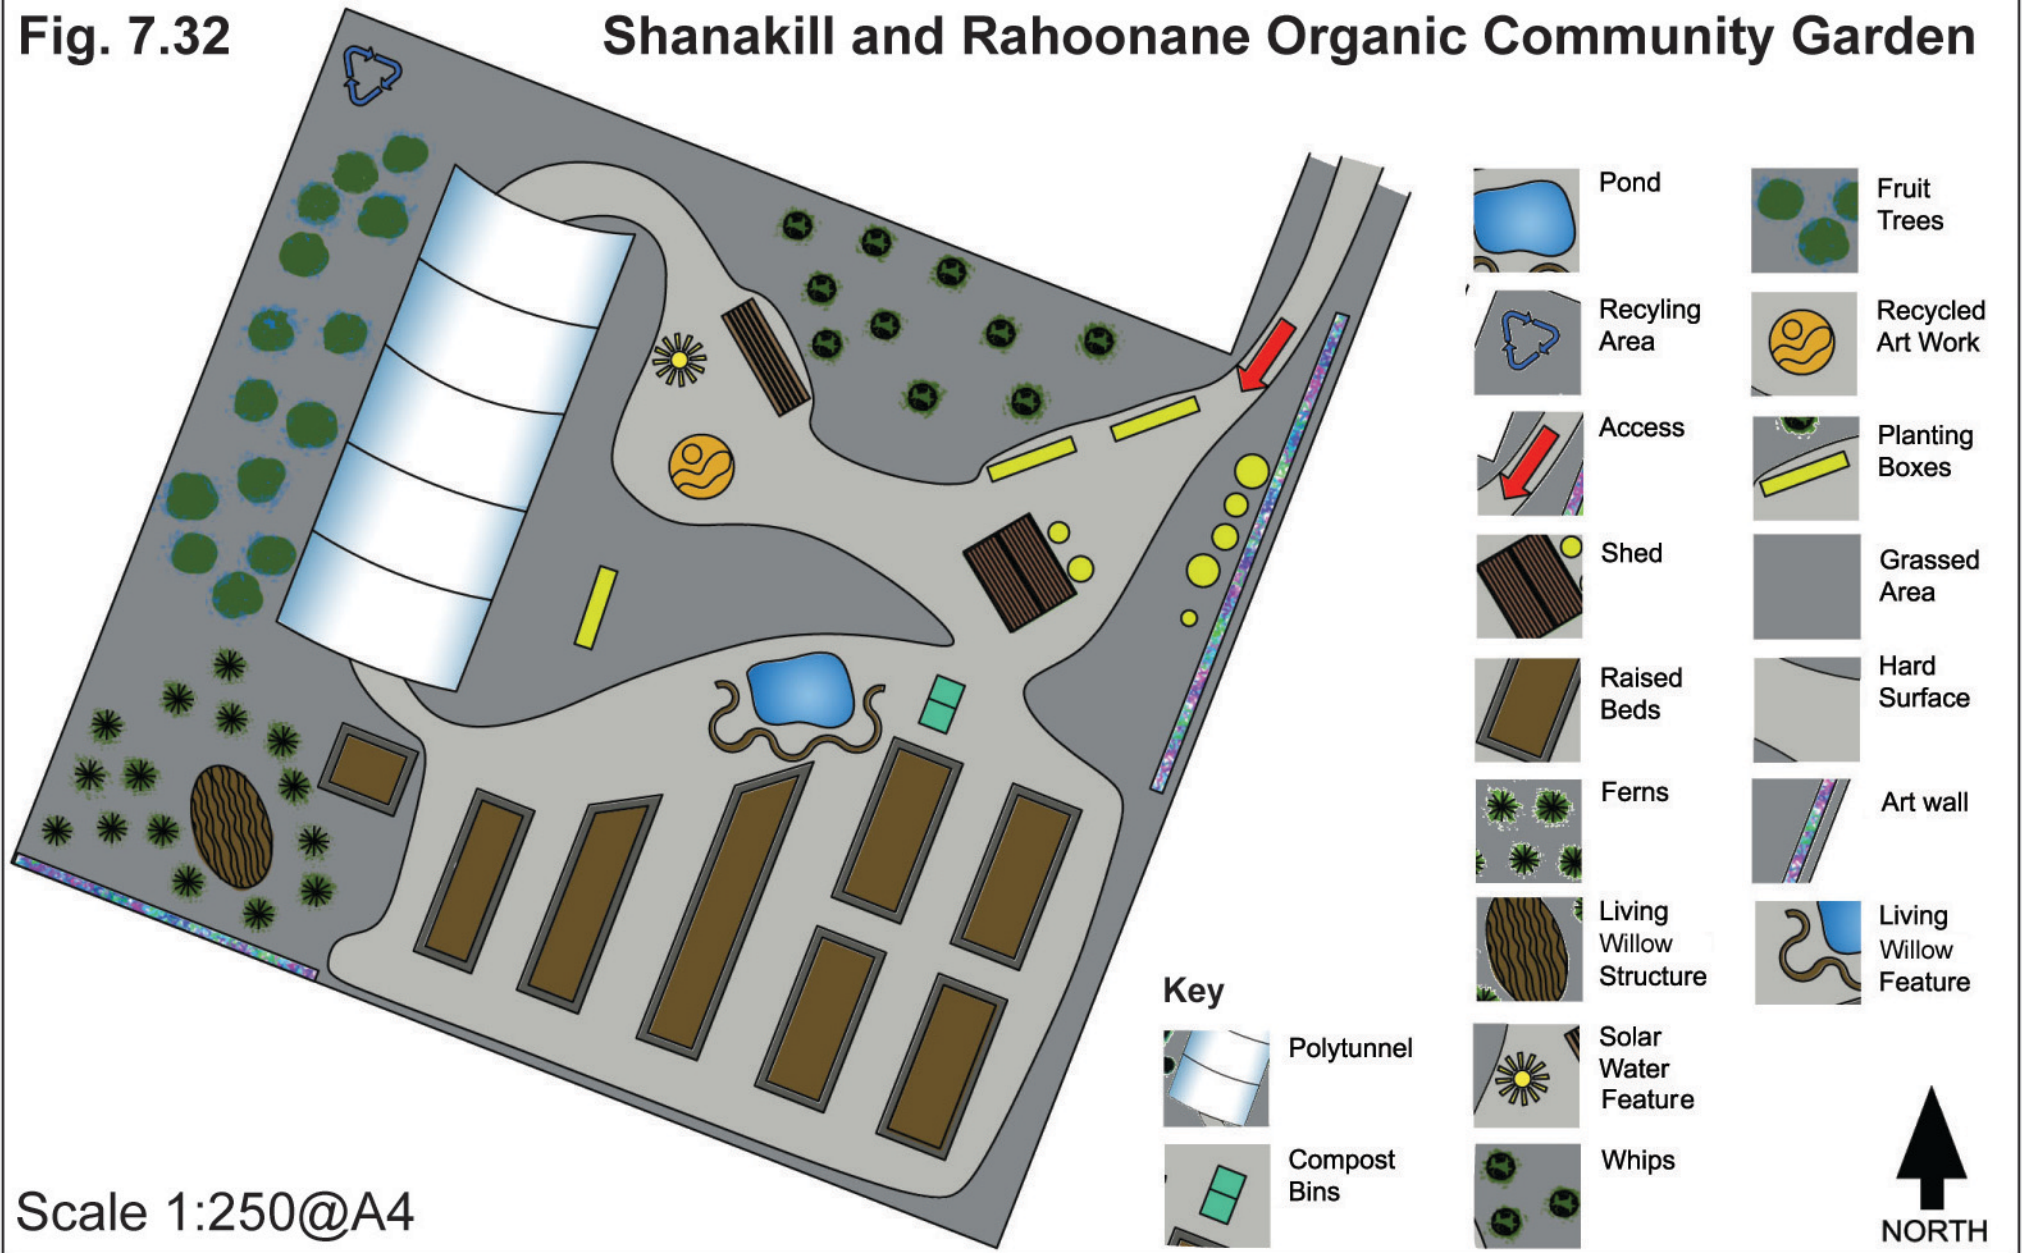 Fig. 7.32
Shanakill and Rahoonane Organic Community Garden
Pond
Fruit
Trees
Recyling
Area
Recycled
Art Work
Access
Planting
Boxes
Shed
Grassed
Area
Raised
Beds
Hard
Surface
Ferns
Art wall
Living
Willow
Structure
Living
Willow
Feature
Key
Polytunnel
Solar
Water
Feature
Compost
Bins
Whips
Scale 1:250@A4
NORTH